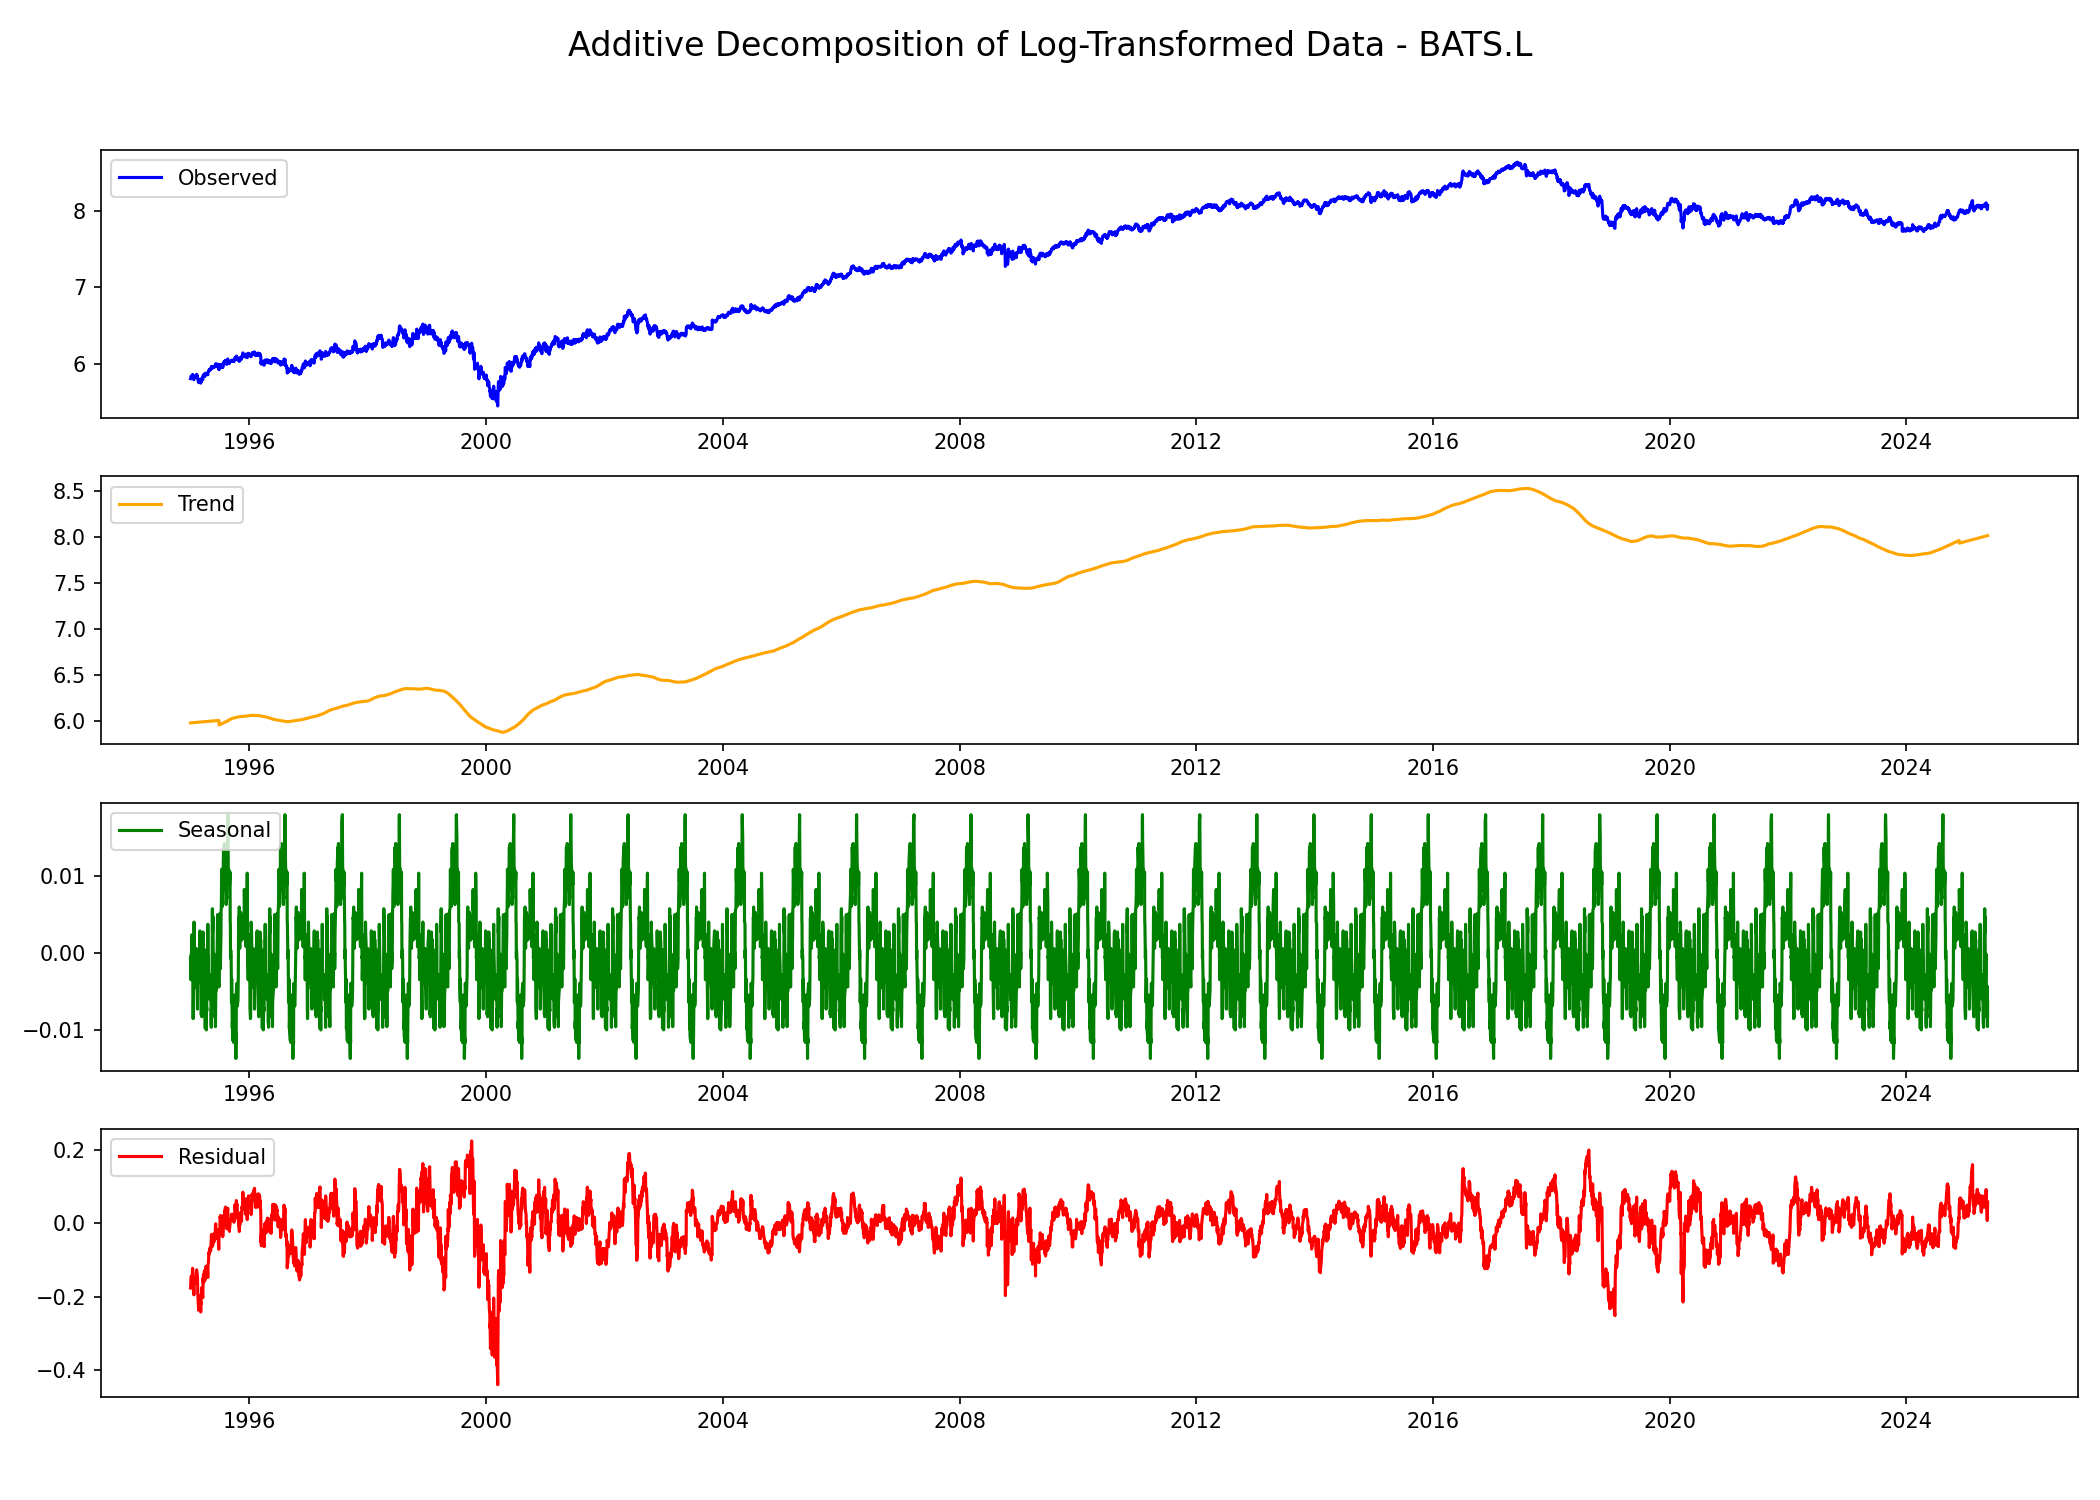 Additive Decomposition of Log-Transformed Data - BATS.L
Observed
8
7
6
1996 2000 2004 2008 2012 2016 2020 2024
Trend
8.5
8.0
7.5
7.0
6.5
6.0
1996 2000 2004 2008 2012 2016 2020 2024
Seasonal
0.01
0.00
−0.01
1996 2000 2004 2008 2012 2016 2020 2024
Residual
0.2
0.0
−0.2
−0.4
1996 2000 2004 2008 2012 2016 2020 2024